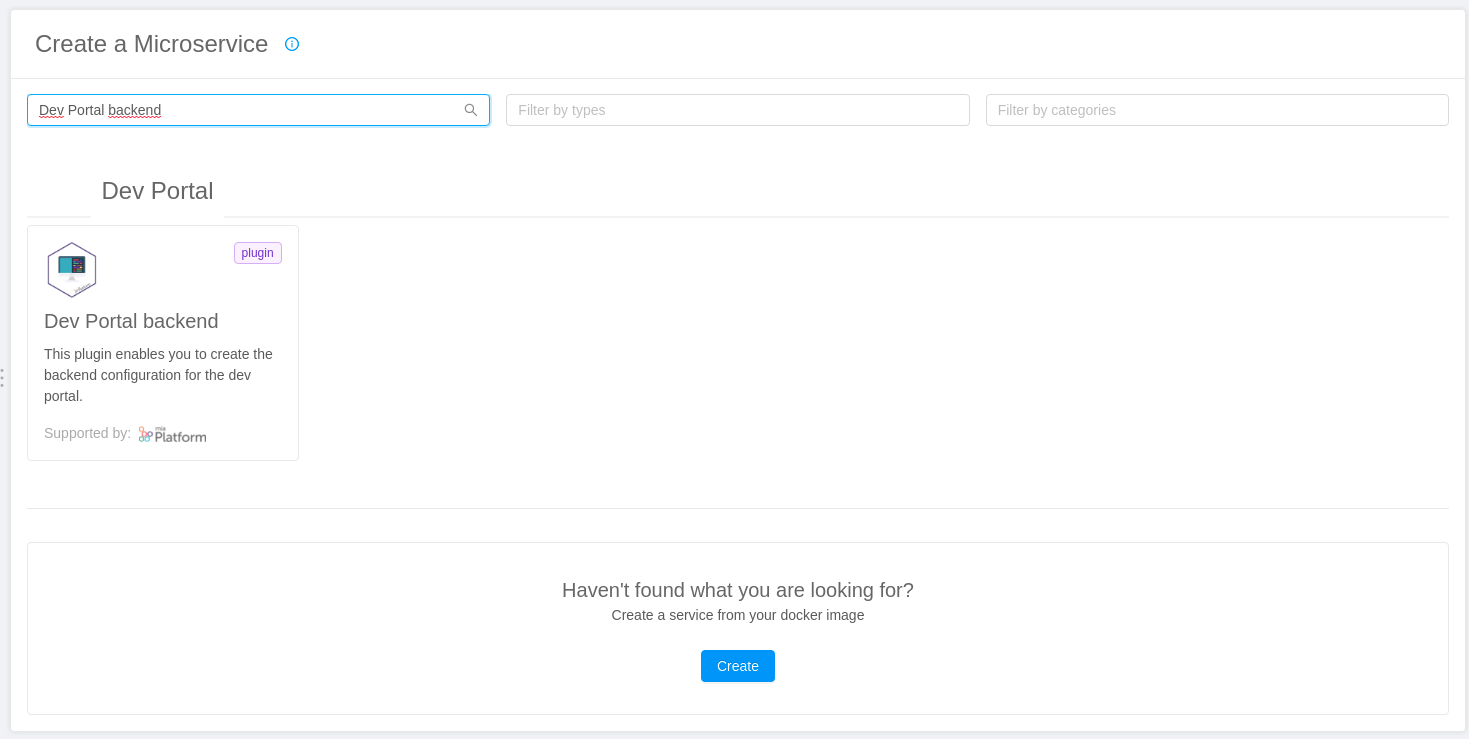 Create a Microservice
Dev Portal backend
Filter by types
Filter by categories
Dev Portal
plugin
Dev Portal backend
This plugin enables you to create the
backend configuration for the dev
portal.
Supported by: mia Platform
Haven't found what you are looking for?
Create a service from your docker image
Create